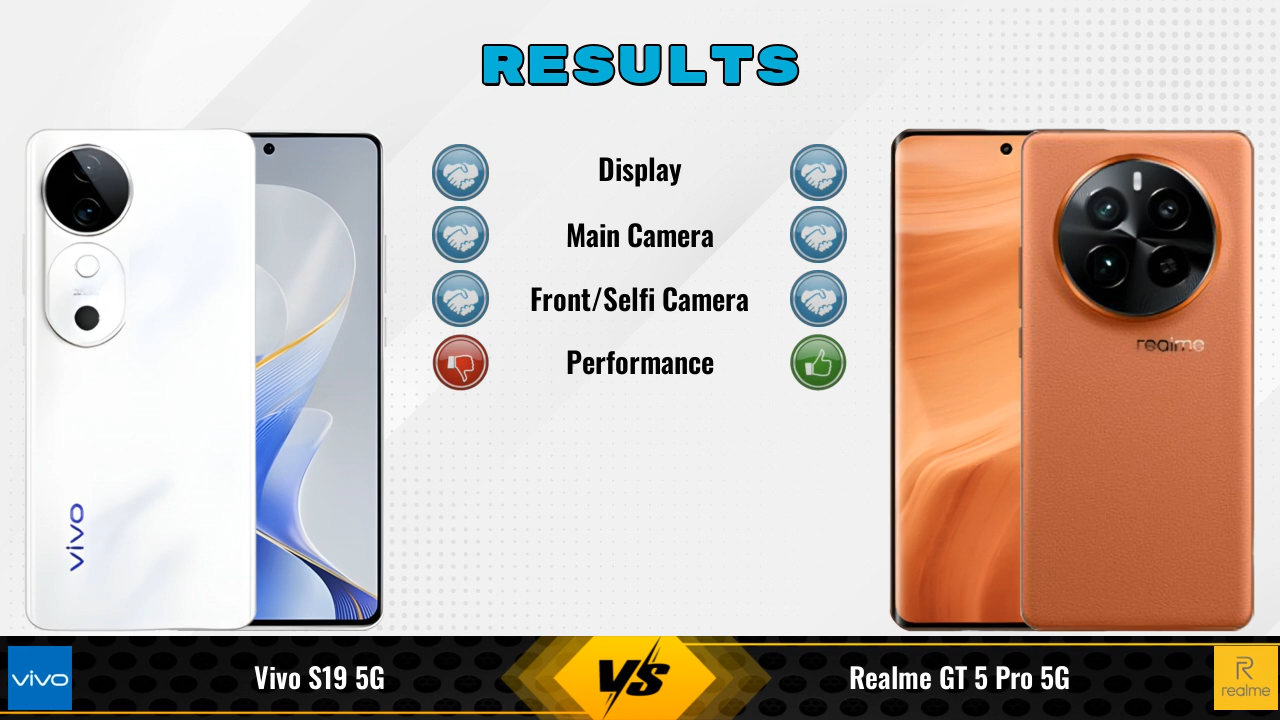 RESULTS
Display
Main Camera
Front/Selfi Camera
Performance
vivo
realme
vivo
Vivo S19 5G
VS
Realme GT 5 Pro 5G
R
realme